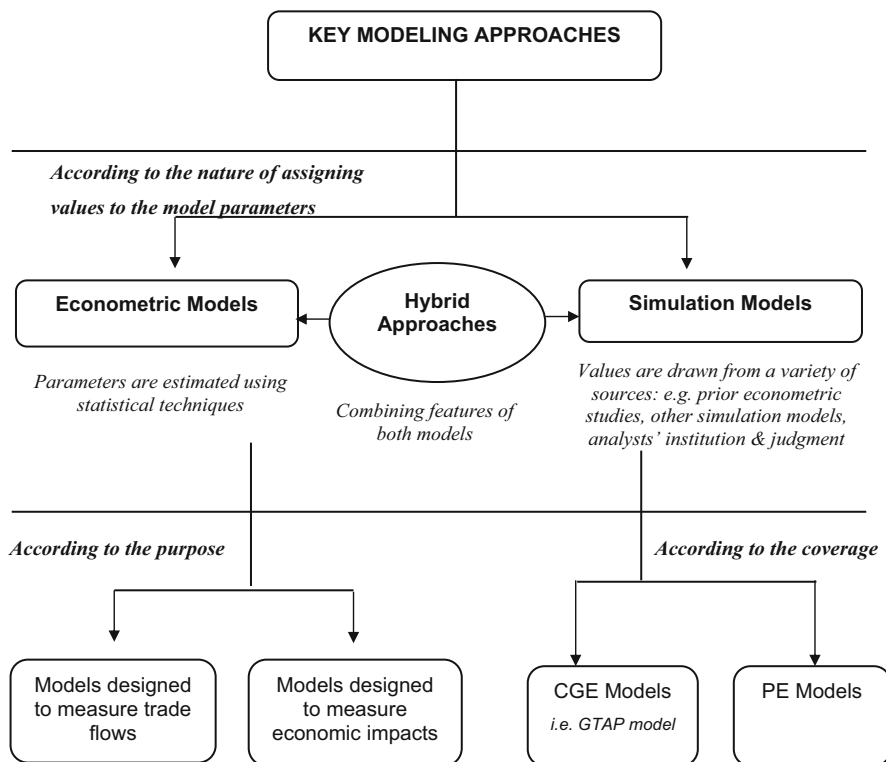 KEY MODELING APPROACHES
According to the nature of assigning
values to the model parameters
Econometric Models
Hybrid
Approaches
Simulation Models
Parameters are estimated using
statistical techniques
Combining features of
both models
Values are drawn from a variety of
sources: e.g. prior econometric
studies, other simulation models,
analysts’ institution & judgment
According to the purpose
According to the coverage
Models designed
to measure trade
flows
Models designed
to measure
economic impacts
CGE Models
i.e. GTAP model
PE Models